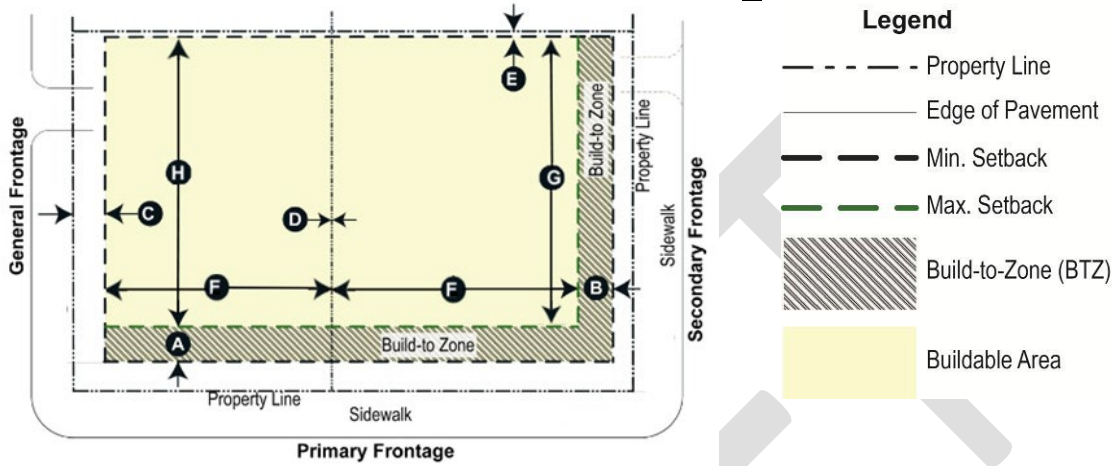 Legend
Property Line
Edge of Pavement
Min. Setback
Max. Setback
Build-to-Zone (BTZ)
Buildable Area
General Frontage
H
C
D
E
G
F
F
B
A
Build-to Zone
Build-to Zone
Property Line
Sidewalk
Secondary Frontage
Property Line
Sidewalk
Primary Frontage